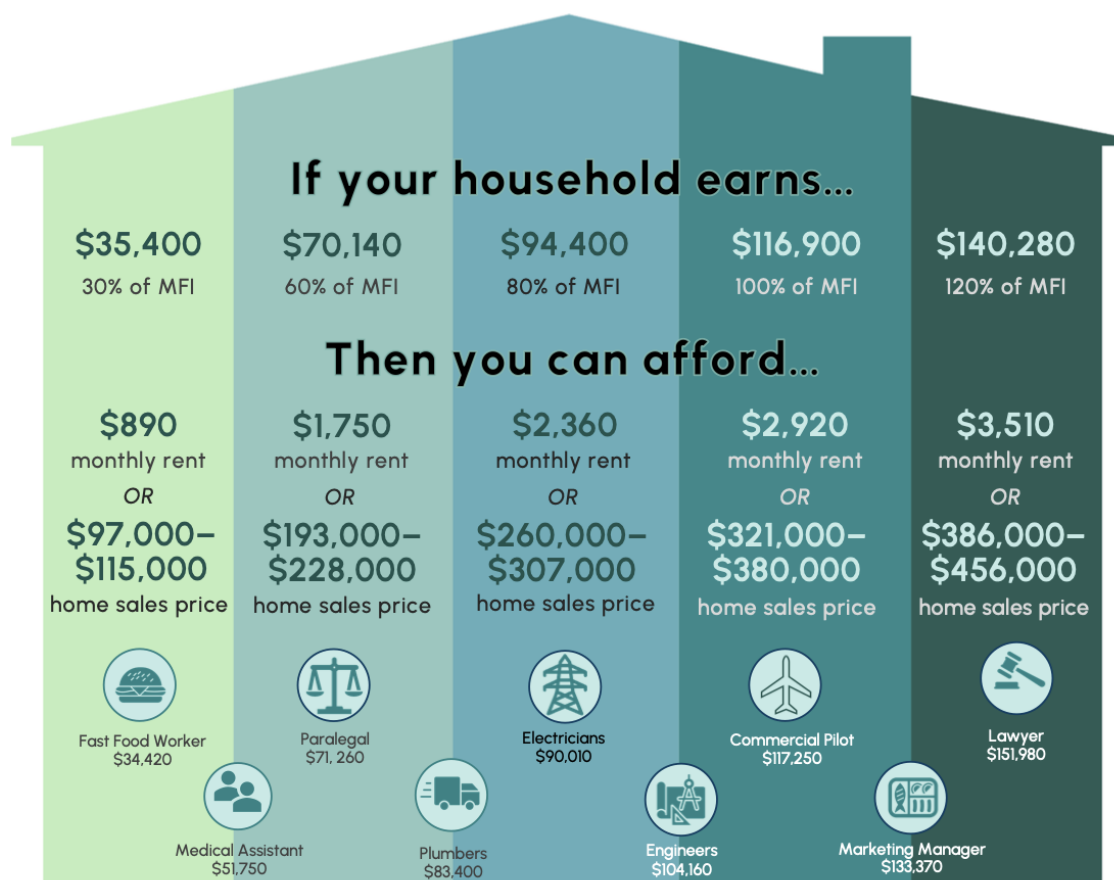 If your household earns...
$35,400
30% of MFI
$70,140
60% of MFI
$94,400
80% of MFI
$116,900
100% of MFI
$140,280
120% of MFI
Then you can afford...
$890
monthly rent
OR
$97,000–
$115,000
home sales price
$1,750
monthly rent
OR
$193,000–
$228,000
home sales price
$2,360
monthly rent
OR
$260,000–
$307,000
home sales price
$2,920
monthly rent
OR
$321,000–
$380,000
home sales price
$3,510
monthly rent
OR
$386,000–
$456,000
home sales price
Fast Food Worker
$34,420
Paralegal
$71, 260
Electricians
$90,010
Commercial Pilot
$117,250
Lawyer
$151,980
Medical Assistant
$51,750
Plumbers
$83,400
Engineers
$104,160
Marketing Manager
$133,370